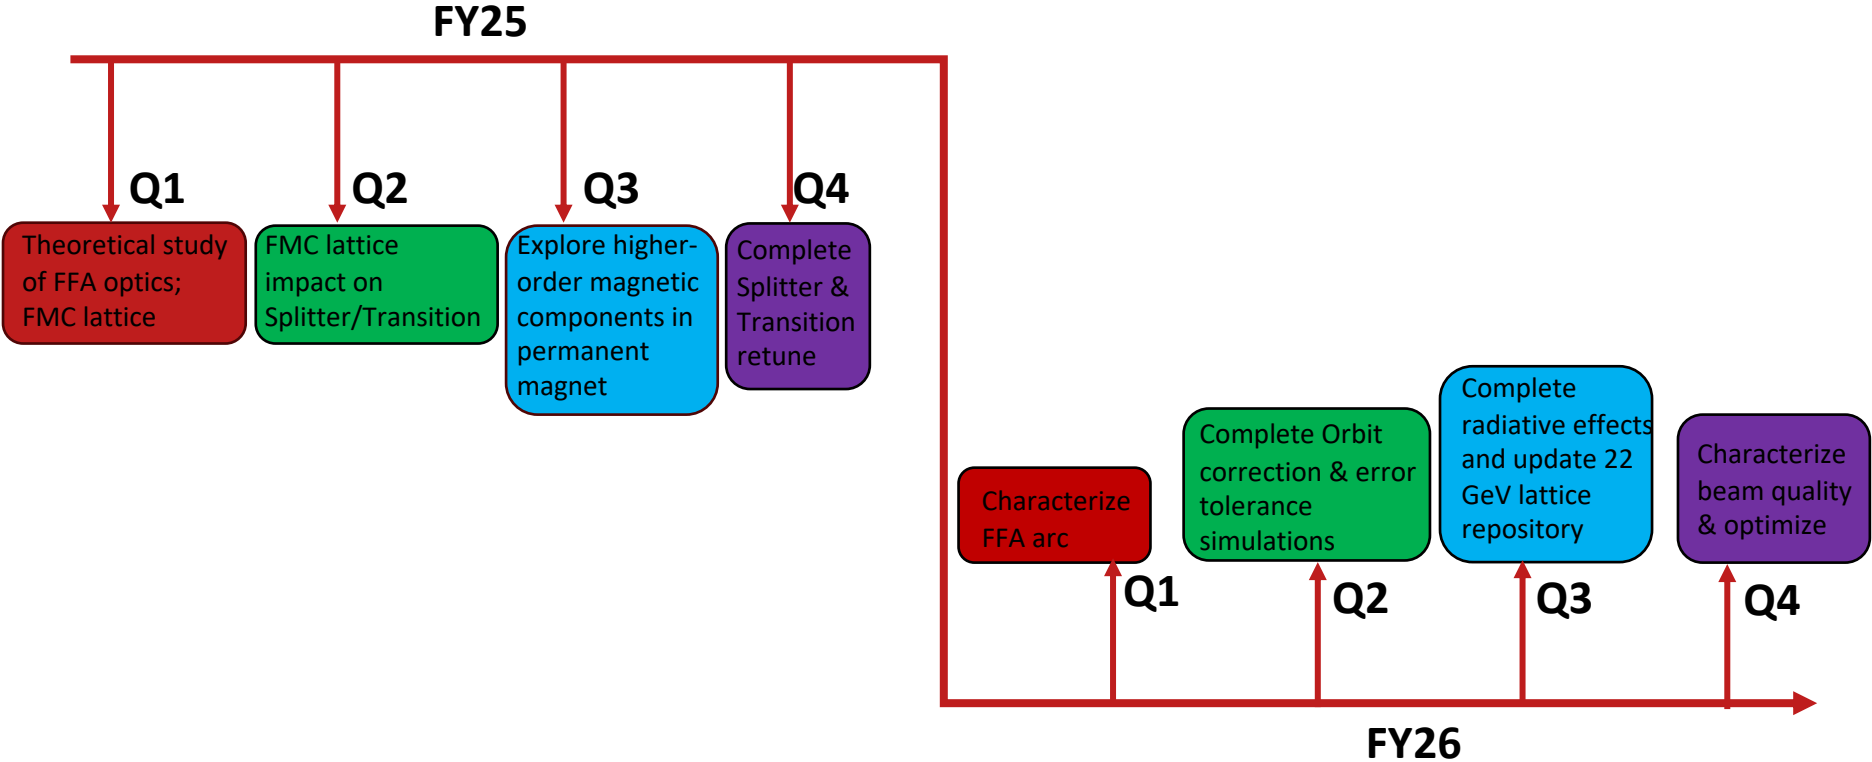 FY25
Q1
Theoretical study
of FFA optics;
FMC lattice
Q2
FMC lattice
impact on
Splitter/Transition
Q3
Explore higher-
order magnetic
components in
permanent
magnet
Q4
Complete
Splitter &
Transition
retune
Characterize
FFA arc
Q1
Complete Orbit
correction & error
tolerance
simulations
Q2
Complete
radiative effects
and update 22
GeV lattice
repository
Q3
Characterize
beam quality
& optimize
Q4
FY26